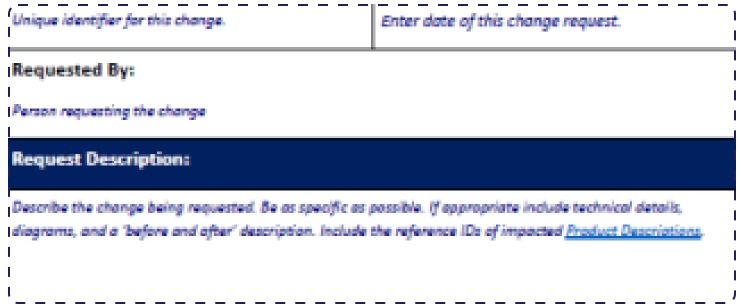 Unique identifier for this change.
Enter date of this change request.
Requested By:
Person requesting the change
Request Description:
Describe the change being requested. Be as specific as possible. If appropriate include technical details,
diagrams, and a 'before and after' description. Include the reference IDs of impacted Product Descriptions.